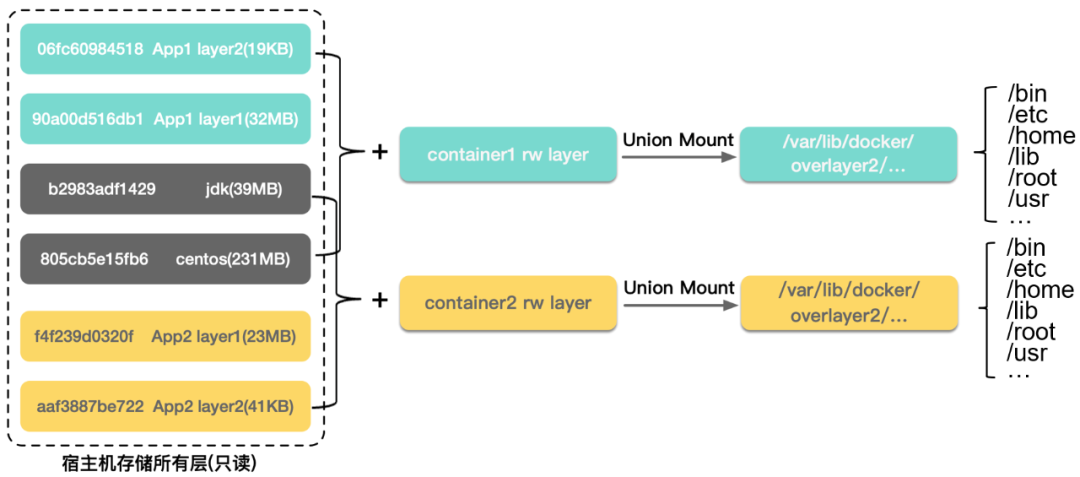 06fc60984518 App1 layer2(19KB)
90a00d516db1 App1 layer1(32MB)
b2983adf1429 jdk(39MB)
805cb5e15fb6 centos(231MB)
f4f239d0320f App2 layer1(23MB)
aaf3887be722 App2 layer2(41KB)
宿主机存储所有层(只读)
+
container1 rw layer
Union Mount
/var/lib/docker/
overlayer2/...
/bin
/etc
/home
/lib
/root
/usr
...
+
container2 rw layer
Union Mount
/var/lib/docker/
overlayer2/...
/bin
/etc
/home
/lib
/root
/usr
...